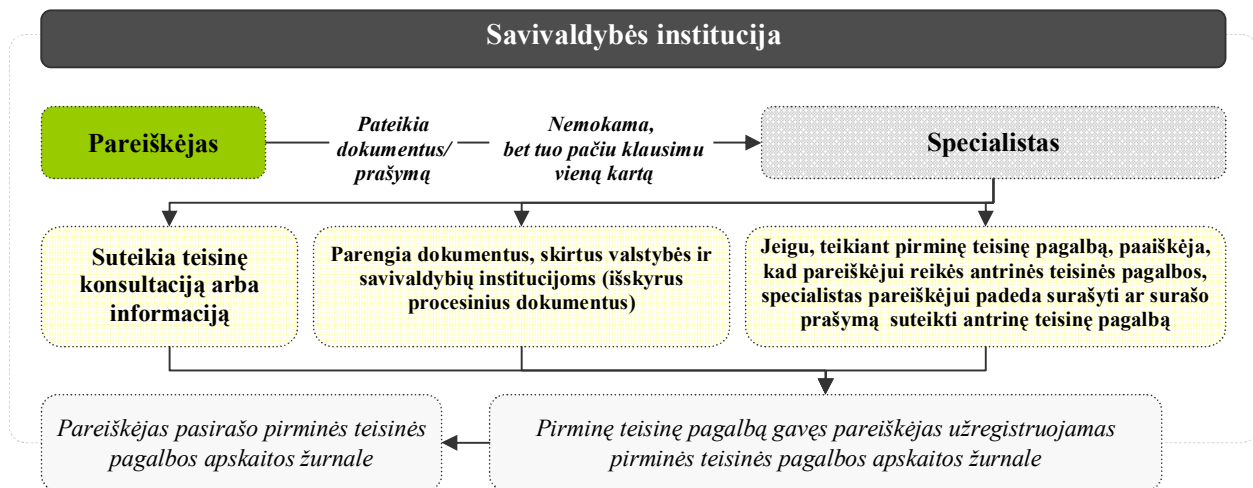 Savivaldybės institucija
Pareiškėjas
Pateikia
dokumentus/
prašymą
Nemokama,
bet tuo pačiu klausimu
vieną kartą
Specialistas
Suteikia teisinę
konsultaciją arba
informaciją
Parengia dokumentus, skirtus valstybės ir
savivaldybių institucijoms (išskyrus
procesinius dokumentus)
Jeigu, teikiant pirminę teisinę pagalbą, paaiškėja,
kad pareiškėjui reikės antrinės teisinės pagalbos,
specialistas pareiškėjui padeda surašyti ar surašo
prašymą suteikti antrinę teisinę pagalbą
Pareiškėjas pasirašo pirminės teisinės
pagalbos apskaitos žurnale
Pirminę teisinę pagalbą gavęs pareiškėjas užregistruojamas
pirminės teisinės pagalbos apskaitos žurnale